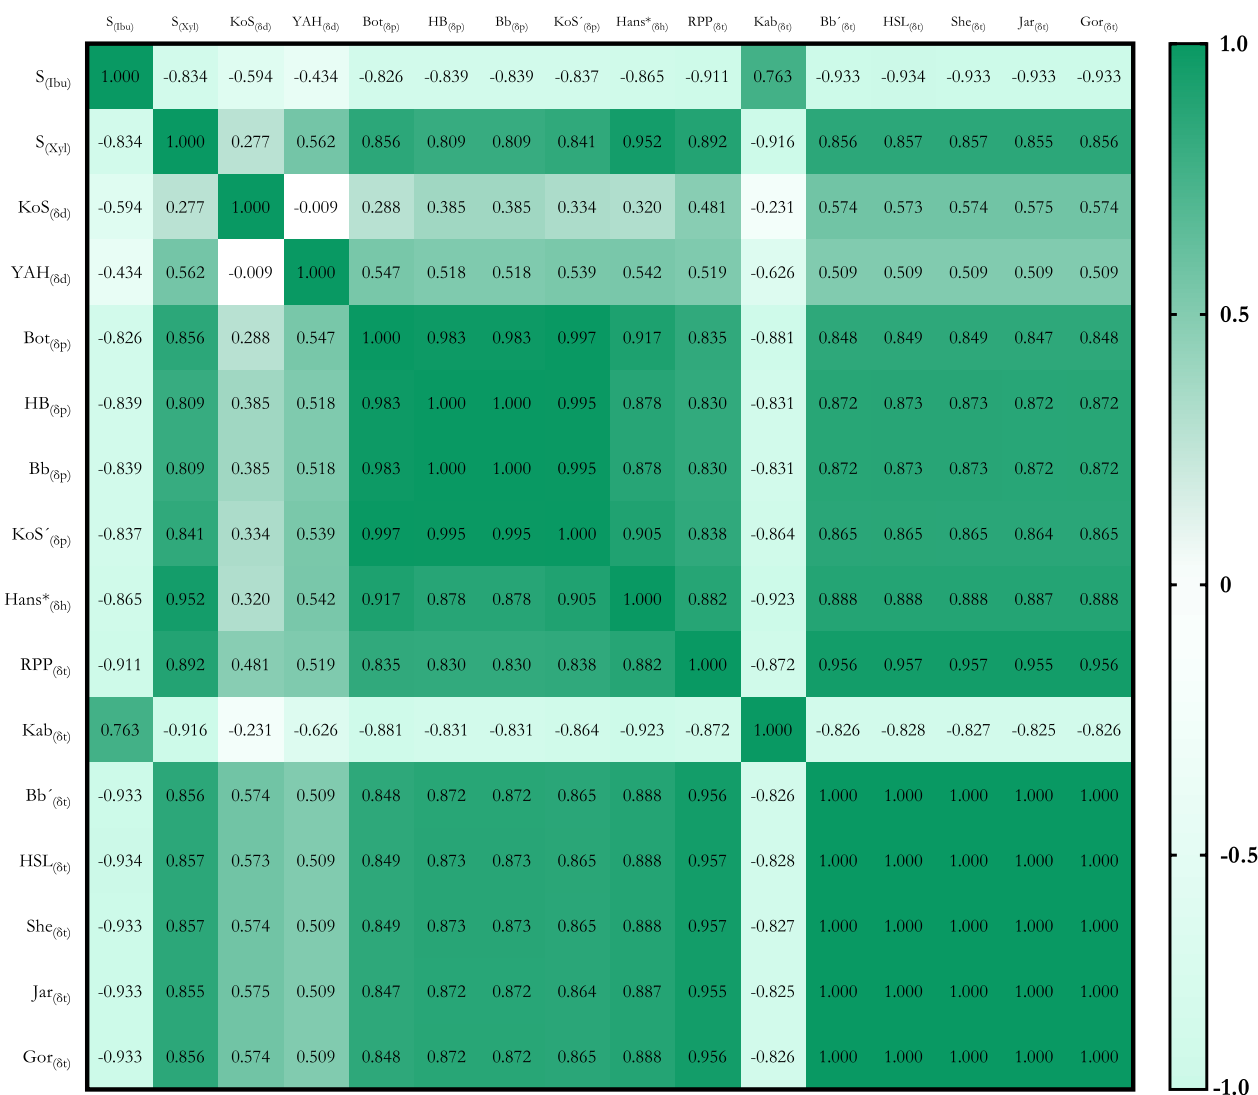 S(Ibu) S(Xyl) KoS(δd) YAH(δd) Bot(δp) HB(δp) Bb(δp) KoS´(δp) Hans*(δh) RPP(δt) Kab(δt) Bb´(δt) HSL(δt) She(δt) Jar(δt) Gor(δt)
S(Ibu) 1.000 -0.834 -0.594 -0.434 -0.826 -0.839 -0.839 -0.837 -0.865 -0.911 0.763 -0.933 -0.934 -0.933 -0.933 -0.933
S(Xyl) -0.834 1.000 0.277 0.562 0.856 0.809 0.809 0.841 0.952 0.892 -0.916 0.856 0.857 0.857 0.855 0.856
KoS(δd) -0.594 0.277 1.000 -0.009 0.288 0.385 0.385 0.334 0.320 0.481 -0.231 0.574 0.573 0.574 0.575 0.574
YAH(δd) -0.434 0.562 -0.009 1.000 0.547 0.518 0.518 0.539 0.542 0.519 -0.626 0.509 0.509 0.509 0.509 0.509
Bot(δp) -0.826 0.856 0.288 0.547 1.000 0.983 0.983 0.997 0.917 0.835 -0.881 0.848 0.849 0.849 0.847 0.848
HB(δp) -0.839 0.809 0.385 0.518 0.983 1.000 1.000 0.995 0.878 0.830 -0.831 0.872 0.873 0.873 0.872 0.872
Bb(δp) -0.839 0.809 0.385 0.518 0.983 1.000 1.000 0.995 0.878 0.830 -0.831 0.872 0.873 0.873 0.872 0.872
KoS´(δp) -0.837 0.841 0.334 0.539 0.997 0.995 0.995 1.000 0.905 0.838 -0.864 0.865 0.865 0.865 0.864 0.865
Hans*(δh) -0.865 0.952 0.320 0.542 0.917 0.878 0.878 0.905 1.000 0.882 -0.923 0.888 0.888 0.888 0.887 0.888
RPP(δt) -0.911 0.892 0.481 0.519 0.835 0.830 0.830 0.838 0.882 1.000 -0.872 0.956 0.957 0.957 0.955 0.956
Kab(δt) 0.763 -0.916 -0.231 -0.626 -0.881 -0.831 -0.831 -0.864 -0.923 -0.872 1.000 -0.826 -0.828 -0.827 -0.825 -0.826
Bb´(δt) -0.933 0.856 0.574 0.509 0.848 0.872 0.872 0.865 0.888 0.956 -0.826 1.000 1.000 1.000 1.000 1.000
HSL(δt) -0.934 0.857 0.573 0.509 0.849 0.873 0.873 0.865 0.888 0.957 -0.828 1.000 1.000 1.000 1.000 1.000
She(δt) -0.933 0.857 0.574 0.509 0.849 0.873 0.873 0.865 0.888 0.957 -0.827 1.000 1.000 1.000 1.000 1.000
Jar(δt) -0.933 0.855 0.575 0.509 0.847 0.872 0.872 0.864 0.887 0.955 -0.825 1.000 1.000 1.000 1.000 1.000
Gor(δt) -0.933 0.856 0.574 0.509 0.848 0.872 0.872 0.865 0.888 0.956 -0.826 1.000 1.000 1.000 1.000 1.000
1.0
0.5
0
-0.5
-1.0